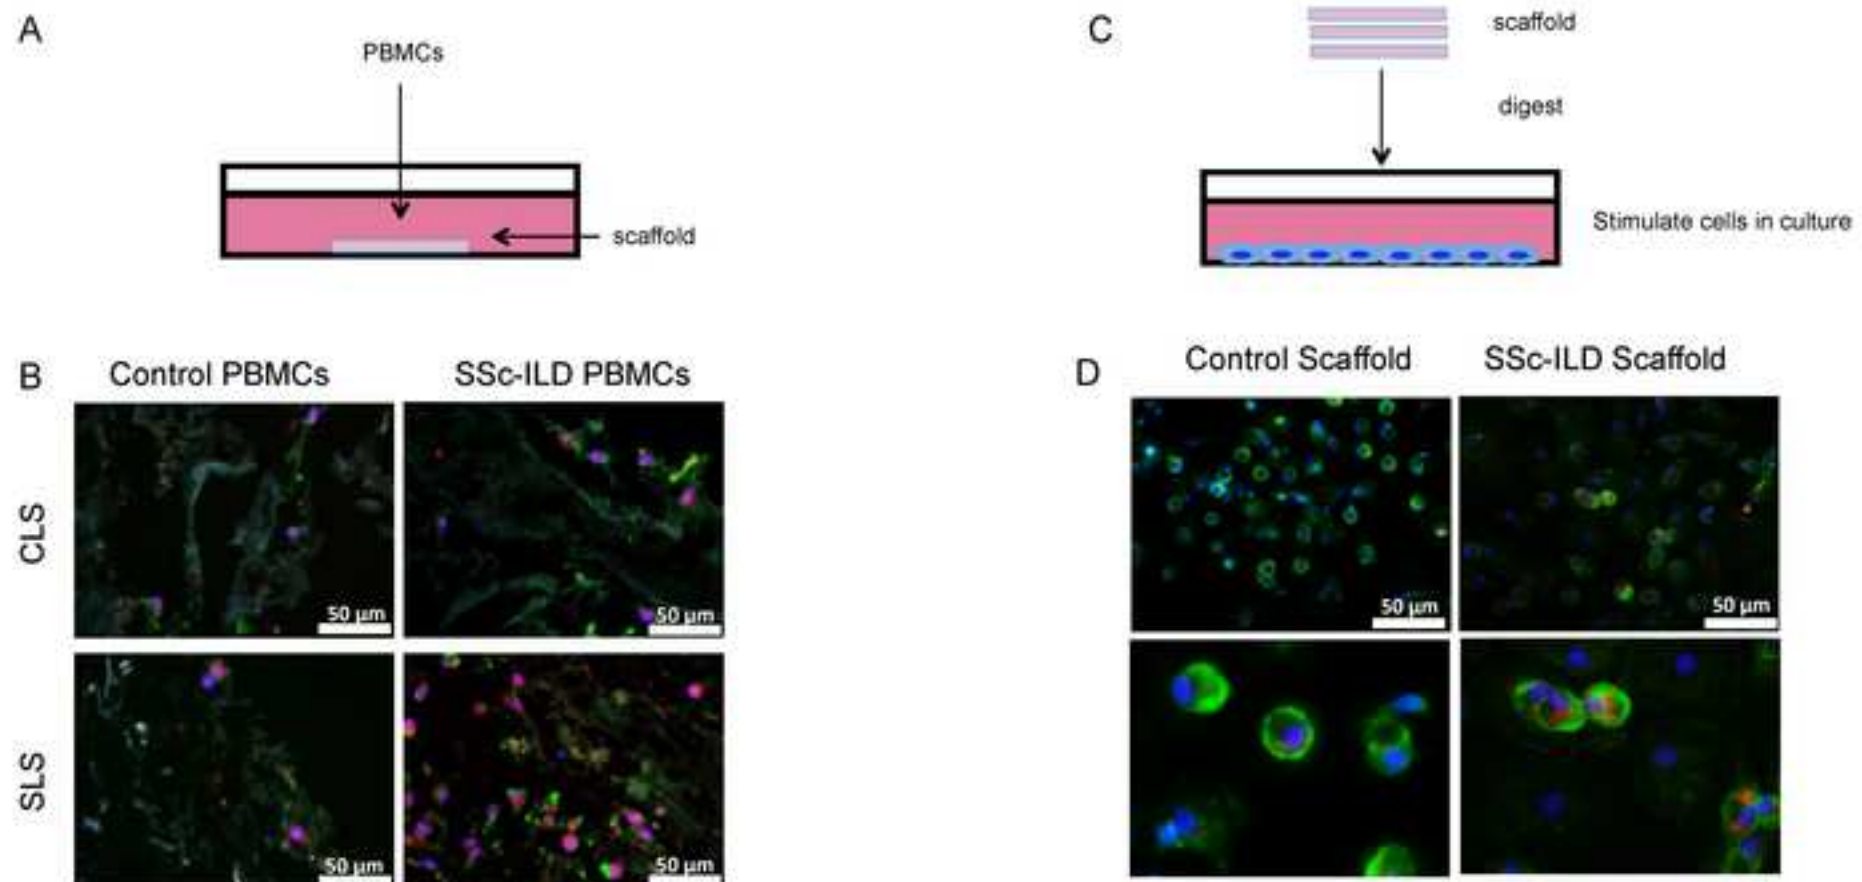 A
PBMCs
scaffold
B
Control PBMCs
SSc-ILD PBMCs
CLS
50 µm
50 µm
SLS
50 µm
50 µm
C
scaffold
digest
Stimulate cells in culture
D
Control Scaffold
SSc-ILD Scaffold
50 µm
50 µm